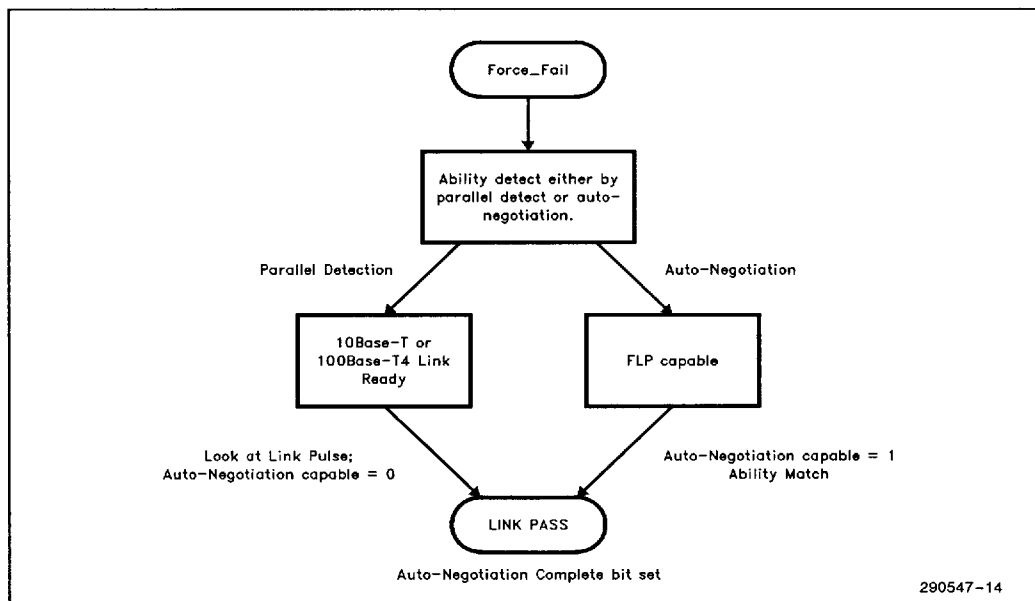 Force_Fail
Ability detect either by
parallel detect or auto-
negotiation.
Parallel Detection
Auto-Negotiation
10Base-T or
100Base-T4 Link
Ready
FLP capable
Look at Link Pulse;
Auto-Negotiation capable = 0
Auto-Negotiation capable = 1
Ability Match
LINK PASS
Auto-Negotiation Complete bit set
290547-14